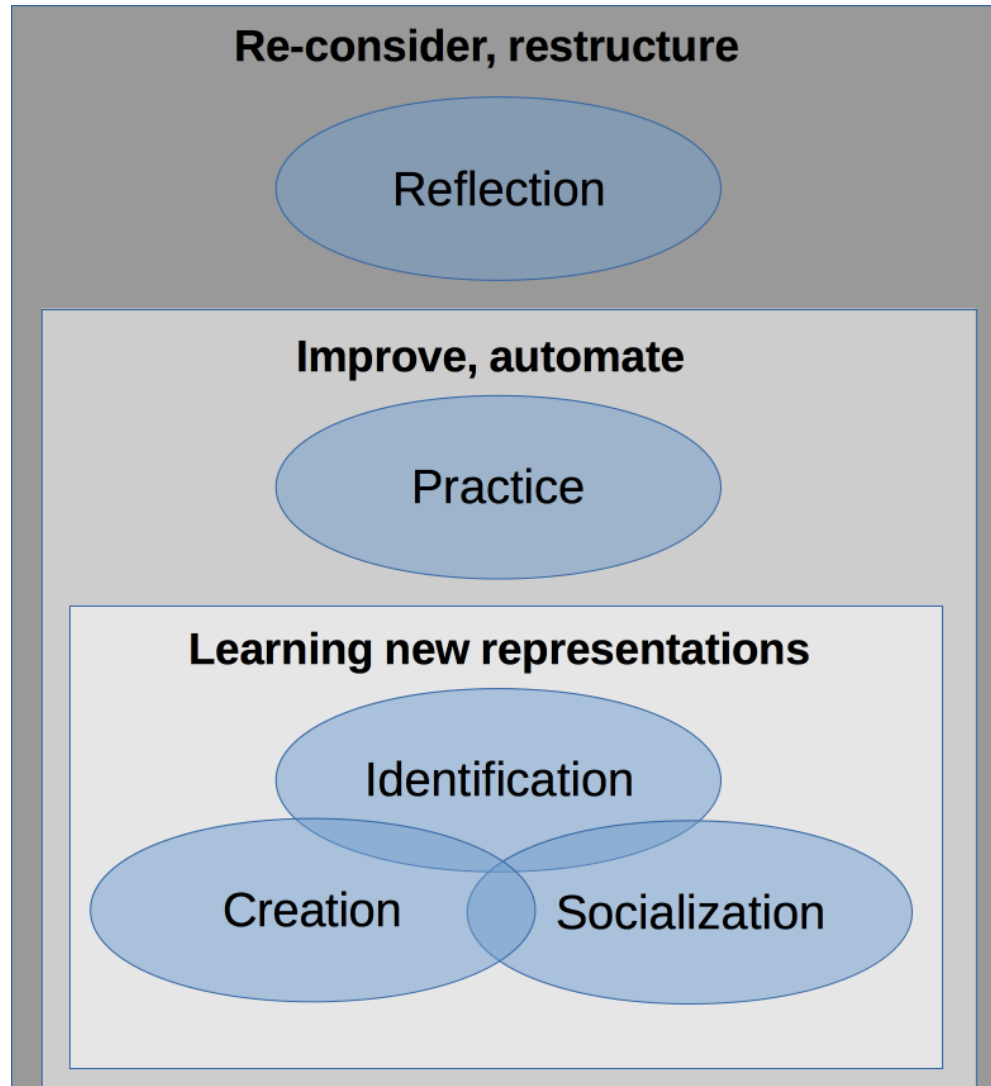 Re-consider, restructure
Reflection
Improve, automate
Practice
Learning new representations
Identification
Creation
Socialization